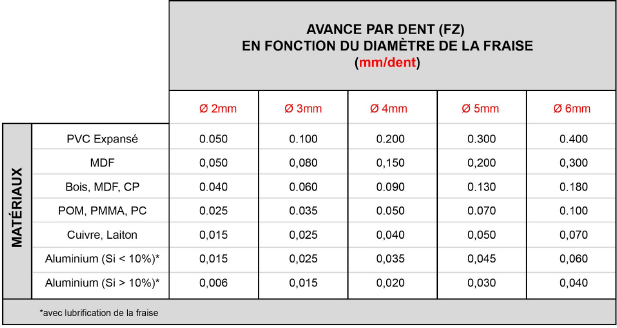 AVANCE PAR DENT (FZ)
EN FONCTION DU DIAMÈTRE DE LA FRAISE
(mm/dent)
Ø 2mm Ø 3mm Ø 4mm Ø 5mm Ø 6mm
MATÉRIAUX
PVC Expansé 0.050 0.100 0.200 0.300 0.400
MDF 0,050 0,080 0,150 0,200 0,300
Bois, MDF, CP 0.040 0.060 0.090 0.130 0.180
POM, PMMA, PC 0.025 0.035 0.050 0.070 0.100
Cuivre, Laiton 0,015 0,025 0,040 0,050 0,070
Aluminium (Si < 10%)* 0,015 0,025 0,035 0,045 0,060
Aluminium (Si > 10%)* 0,006 0,015 0,020 0,030 0,040
*avec lubrification de la fraise